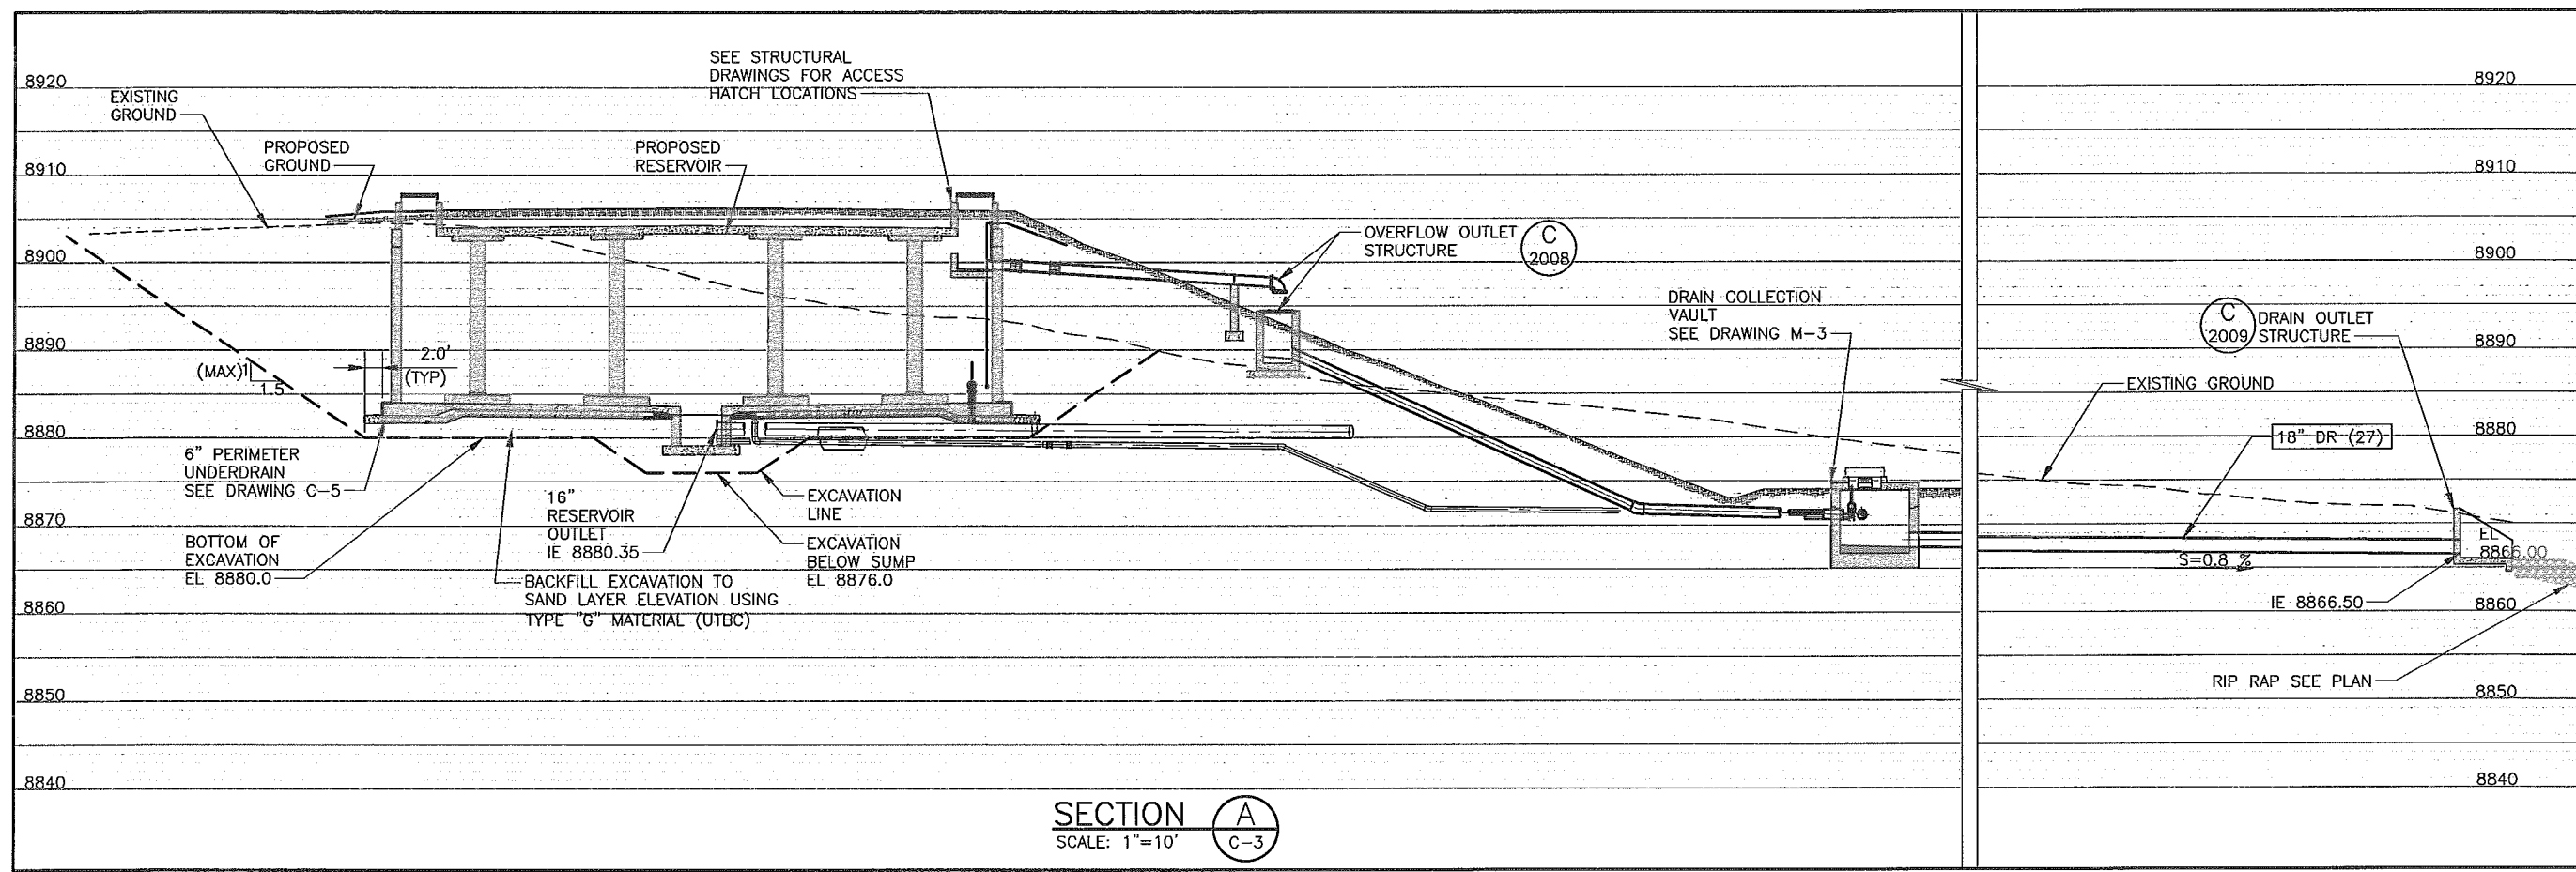 SEE STRUCTURAL
DRAWINGS FOR ACCESS
HATCH LOCATIONS
8920
8920
EXISTING
GROUND
PROPOSED
GROUND
PROPOSED
RESERVOIR
8910
8910
OVERFLOW OUTLET
STRUCTURE
C
2008
8900
8900
DRAIN COLLECTION
VAULT
SEE DRAWING M-3
C
2009
DRAIN OUTLET
STRUCTURE
8890
8890
2.0'
(TYP)
(MAX)1
1.5
EXISTING GROUND
8880
8880
18" DR (27)
6" PERIMETER
UNDERDRAIN
SEE DRAWING C-5
16"
RESERVOIR
OUTLET
IE 8880.35
EXCAVATION
LINE
8870
8870
BOTTOM OF
EXCAVATION
EL 8880.0
EXCAVATION
BELOW SUMP
EL 8876.0
EL
8866.00
S=0.8 %
BACKFILL EXCAVATION TO
SAND LAYER ELEVATION USING
TYPE "G" MATERIAL (UTBC)
IE 8866.50
8860
8860
RIP RAP SEE PLAN
8850
8850
8840
8840
SECTION
SCALE: 1"=10'
A
C-3